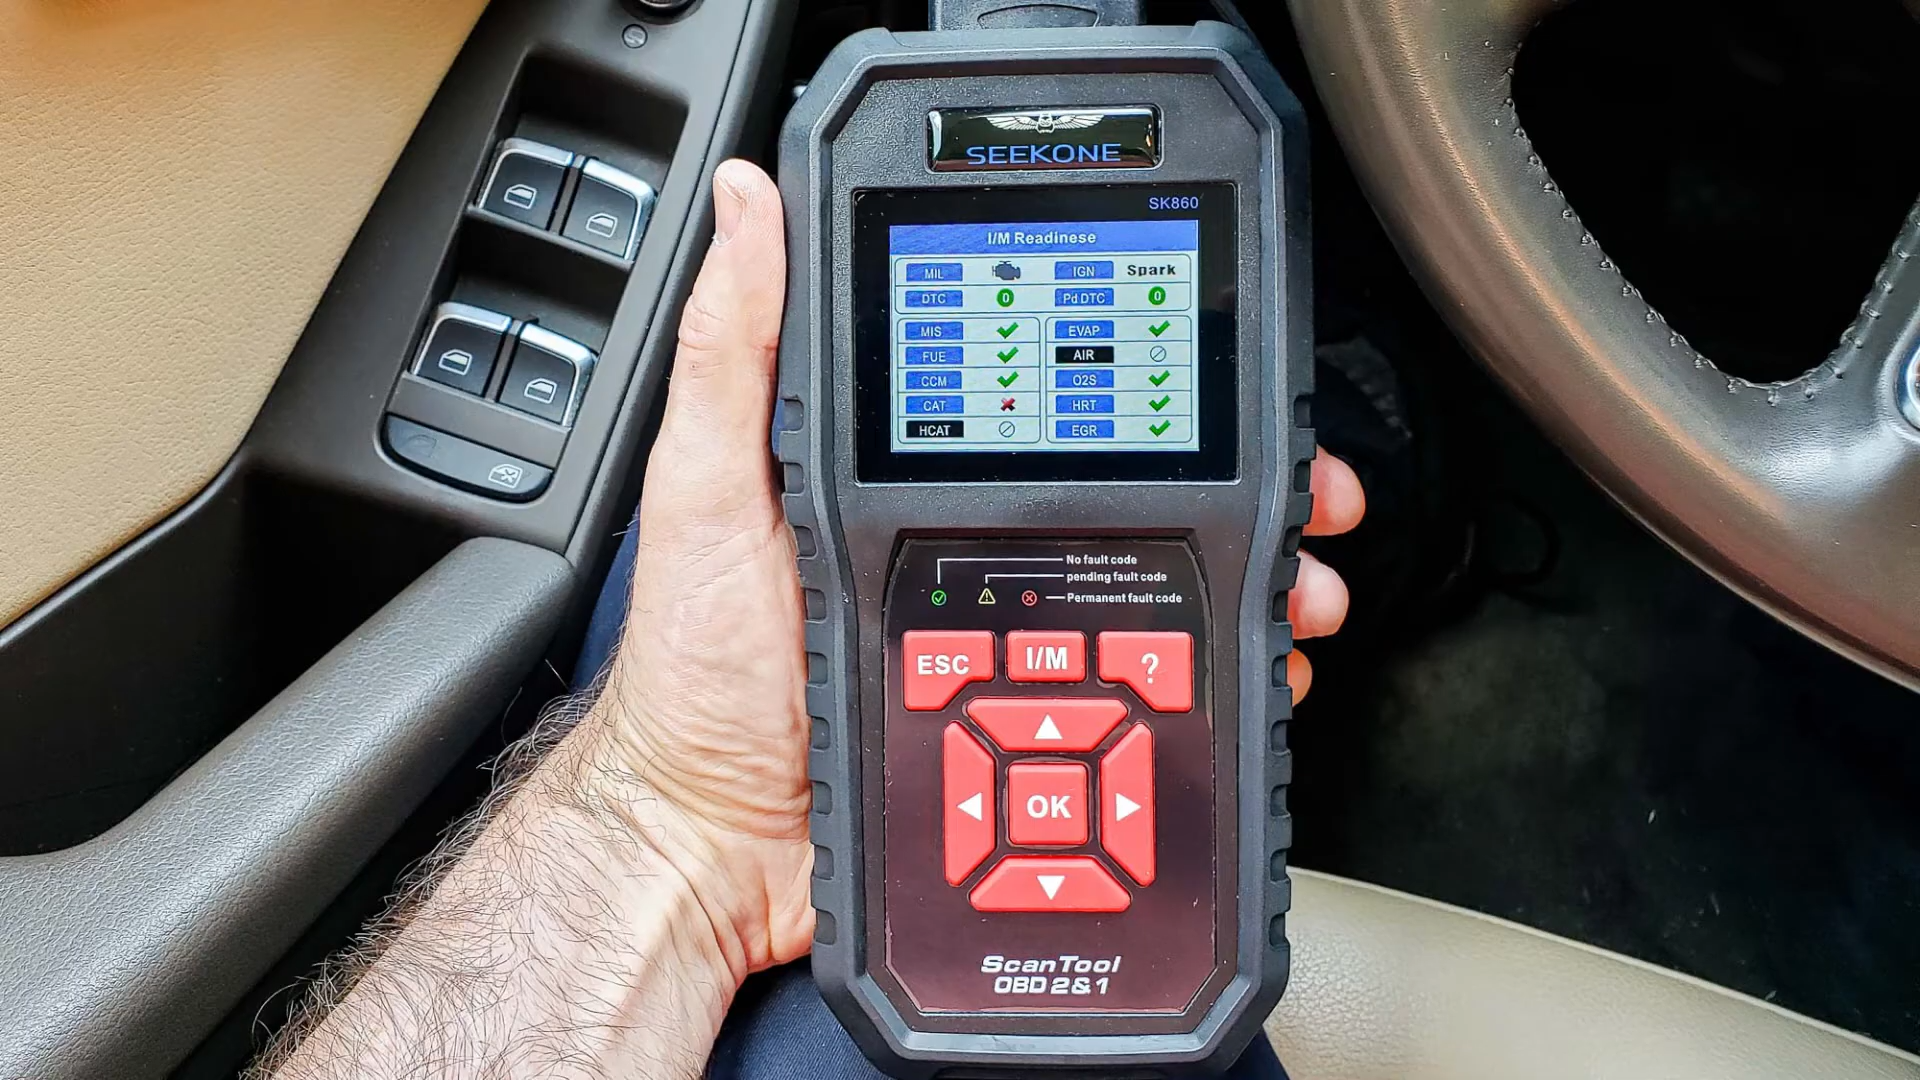 SEEKONE
SK860
I/M Readinese
MIL IGN Spark
DTC 0 Pd DTC 0
MIS EVAP
FUE AIR
CCM O2S
CAT HRT
HCAT EGR
No fault code
pending fault code
Permanent fault code
ESC I/M ?
OK
ScanTool
OBD 2&1